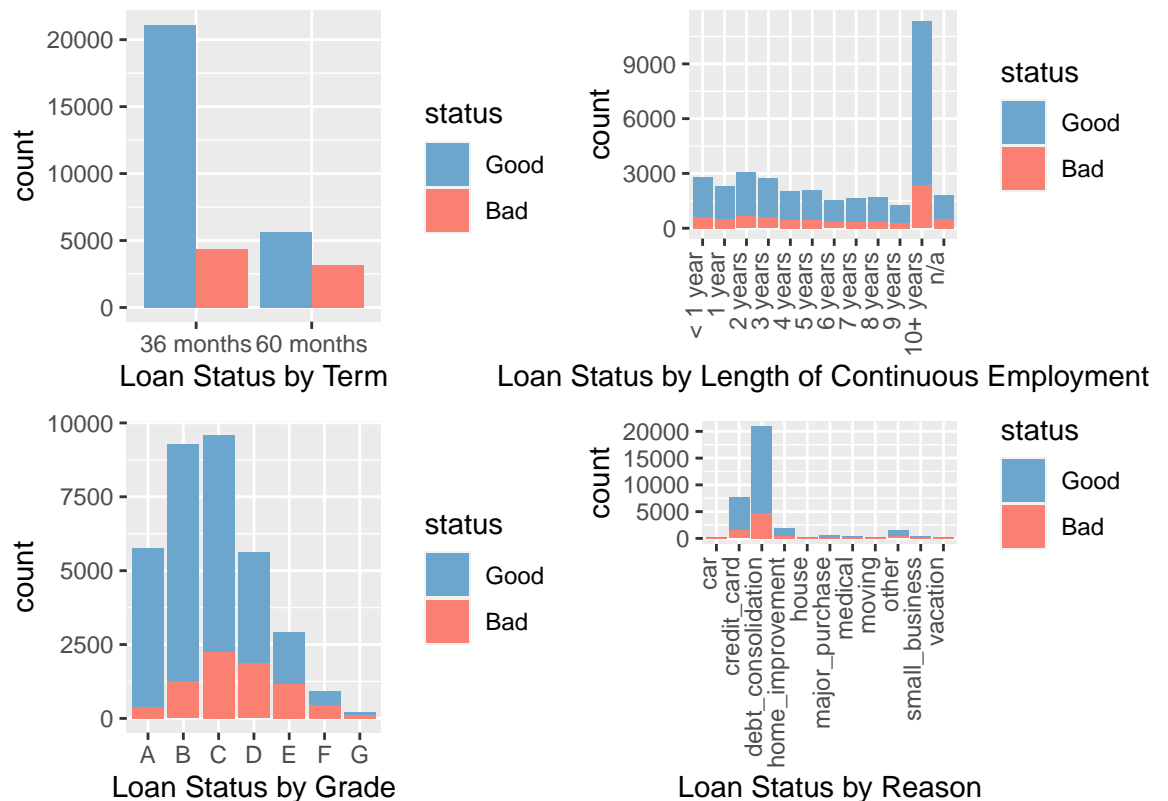 20000
15000
10000
5000
0
count
36 months 60 months
Loan Status by Term
status
Good
Bad
9000
6000
3000
0
count
< 1 year
1 year
2 years
3 years
4 years
5 years
6 years
7 years
8 years
9 years
10+ years
n/a
Loan Status by Length of Continuous Employment
status
Good
Bad
10000
7500
5000
2500
0
count
A B C D E F G
Loan Status by Grade
status
Good
Bad
20000
15000
10000
5000
0
count
car
credit_card
debt_consolidation
home_improvement
house
major_purchase
medical
moving
other
small_business
vacation
Loan Status by Reason
status
Good
Bad